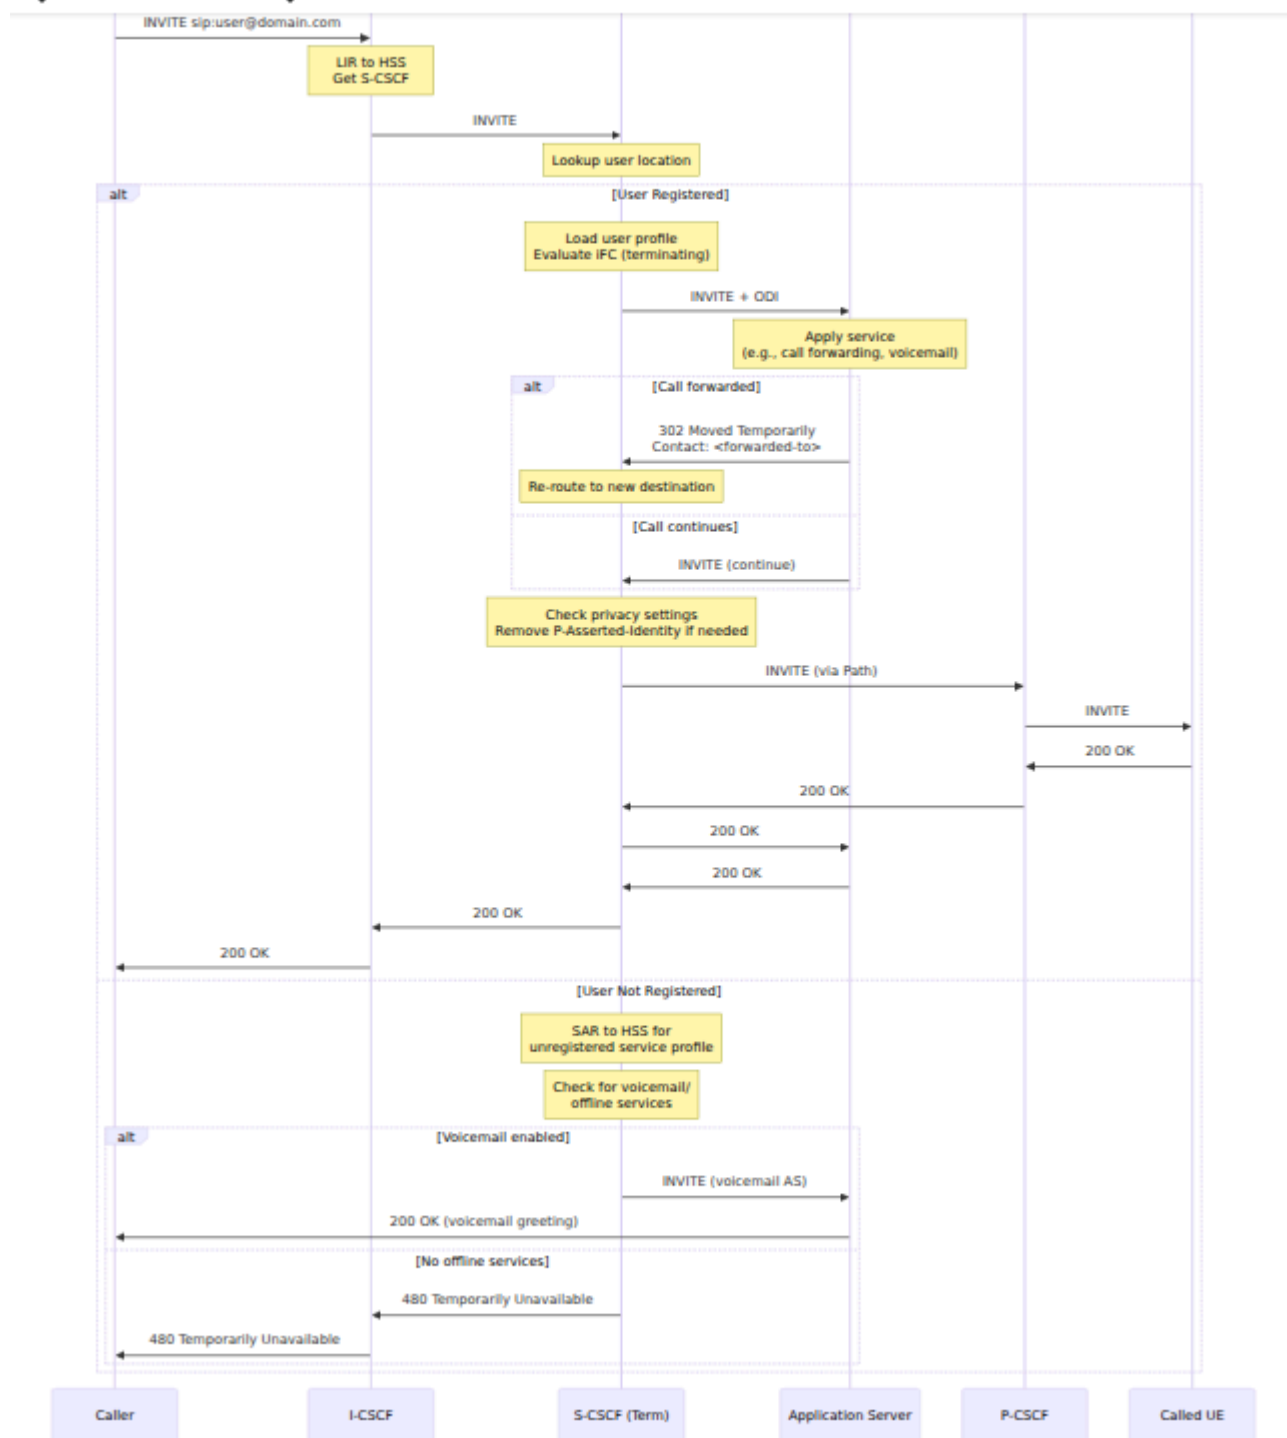 INVITE sip:user@domain.com
LIR to HSS
Get S-CSCF
INVITE
Lookup user location
alt
[User Registered]
Load user profile
Evaluate iFC (terminating)
INVITE + ODI
Apply service
(e.g., call forwarding, voicemail)
alt
[Call forwarded]
302 Moved Temporarily
Contact: <forwarded-to>
Re-route to new destination
[Call continues]
INVITE (continue)
Check privacy settings
Remove P-Asserted-Identity if needed
INVITE (via Path)
INVITE
200 OK
200 OK
200 OK
200 OK
200 OK
200 OK
[User Not Registered]
SAR to HSS for
unregistered service profile
Check for voicemail/
offline services
alt
[Voicemail enabled]
INVITE (voicemail AS)
200 OK (voicemail greeting)
[No offline services]
480 Temporarily Unavailable
480 Temporarily Unavailable
Caller
I-CSCF
S-CSCF (Term)
Application Server
P-CSCF
Called UE